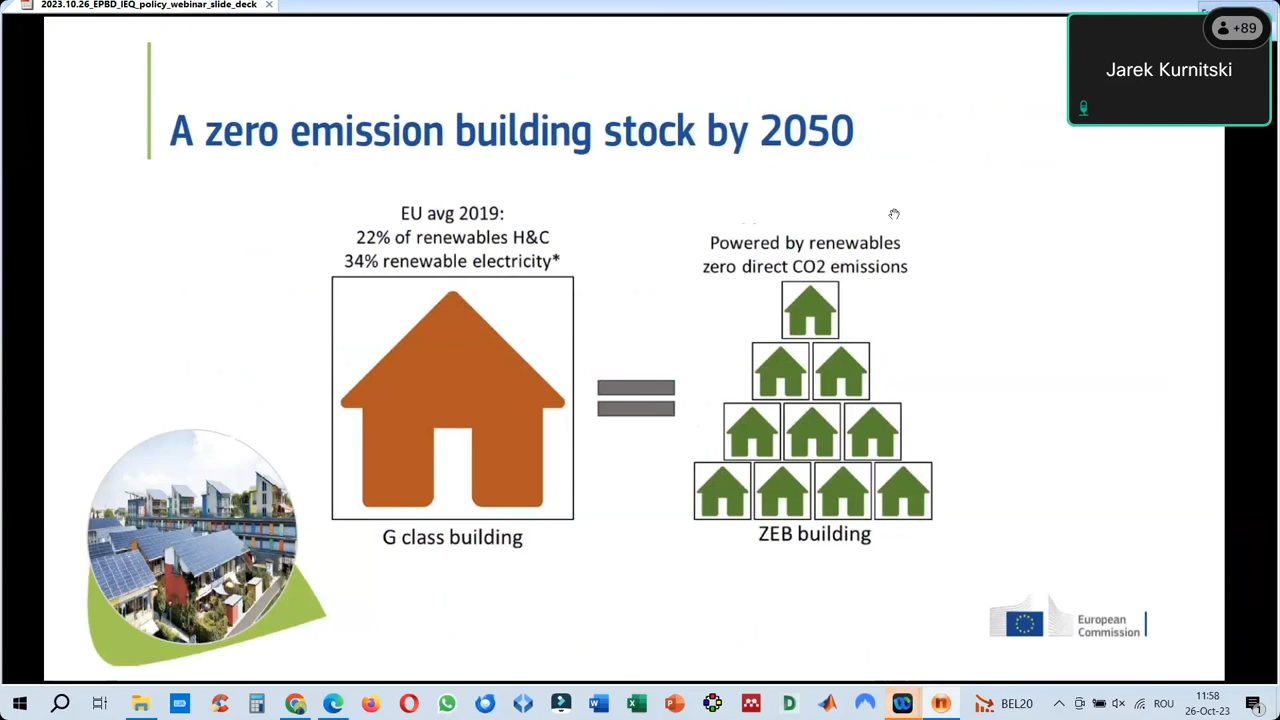 2023.10.26_EPBD_IEQ_policy_webinar_slide_deck
+89
Jarek Kurnitski
A zero emission building stock by 2050
EU avg 2019:
22% of renewables H&C
34% renewable electricity*
G class building
Powered by renewables
zero direct CO2 emissions
ZEB building
European
Commission
BEL20
ROU
11:58
26-Oct-23
1